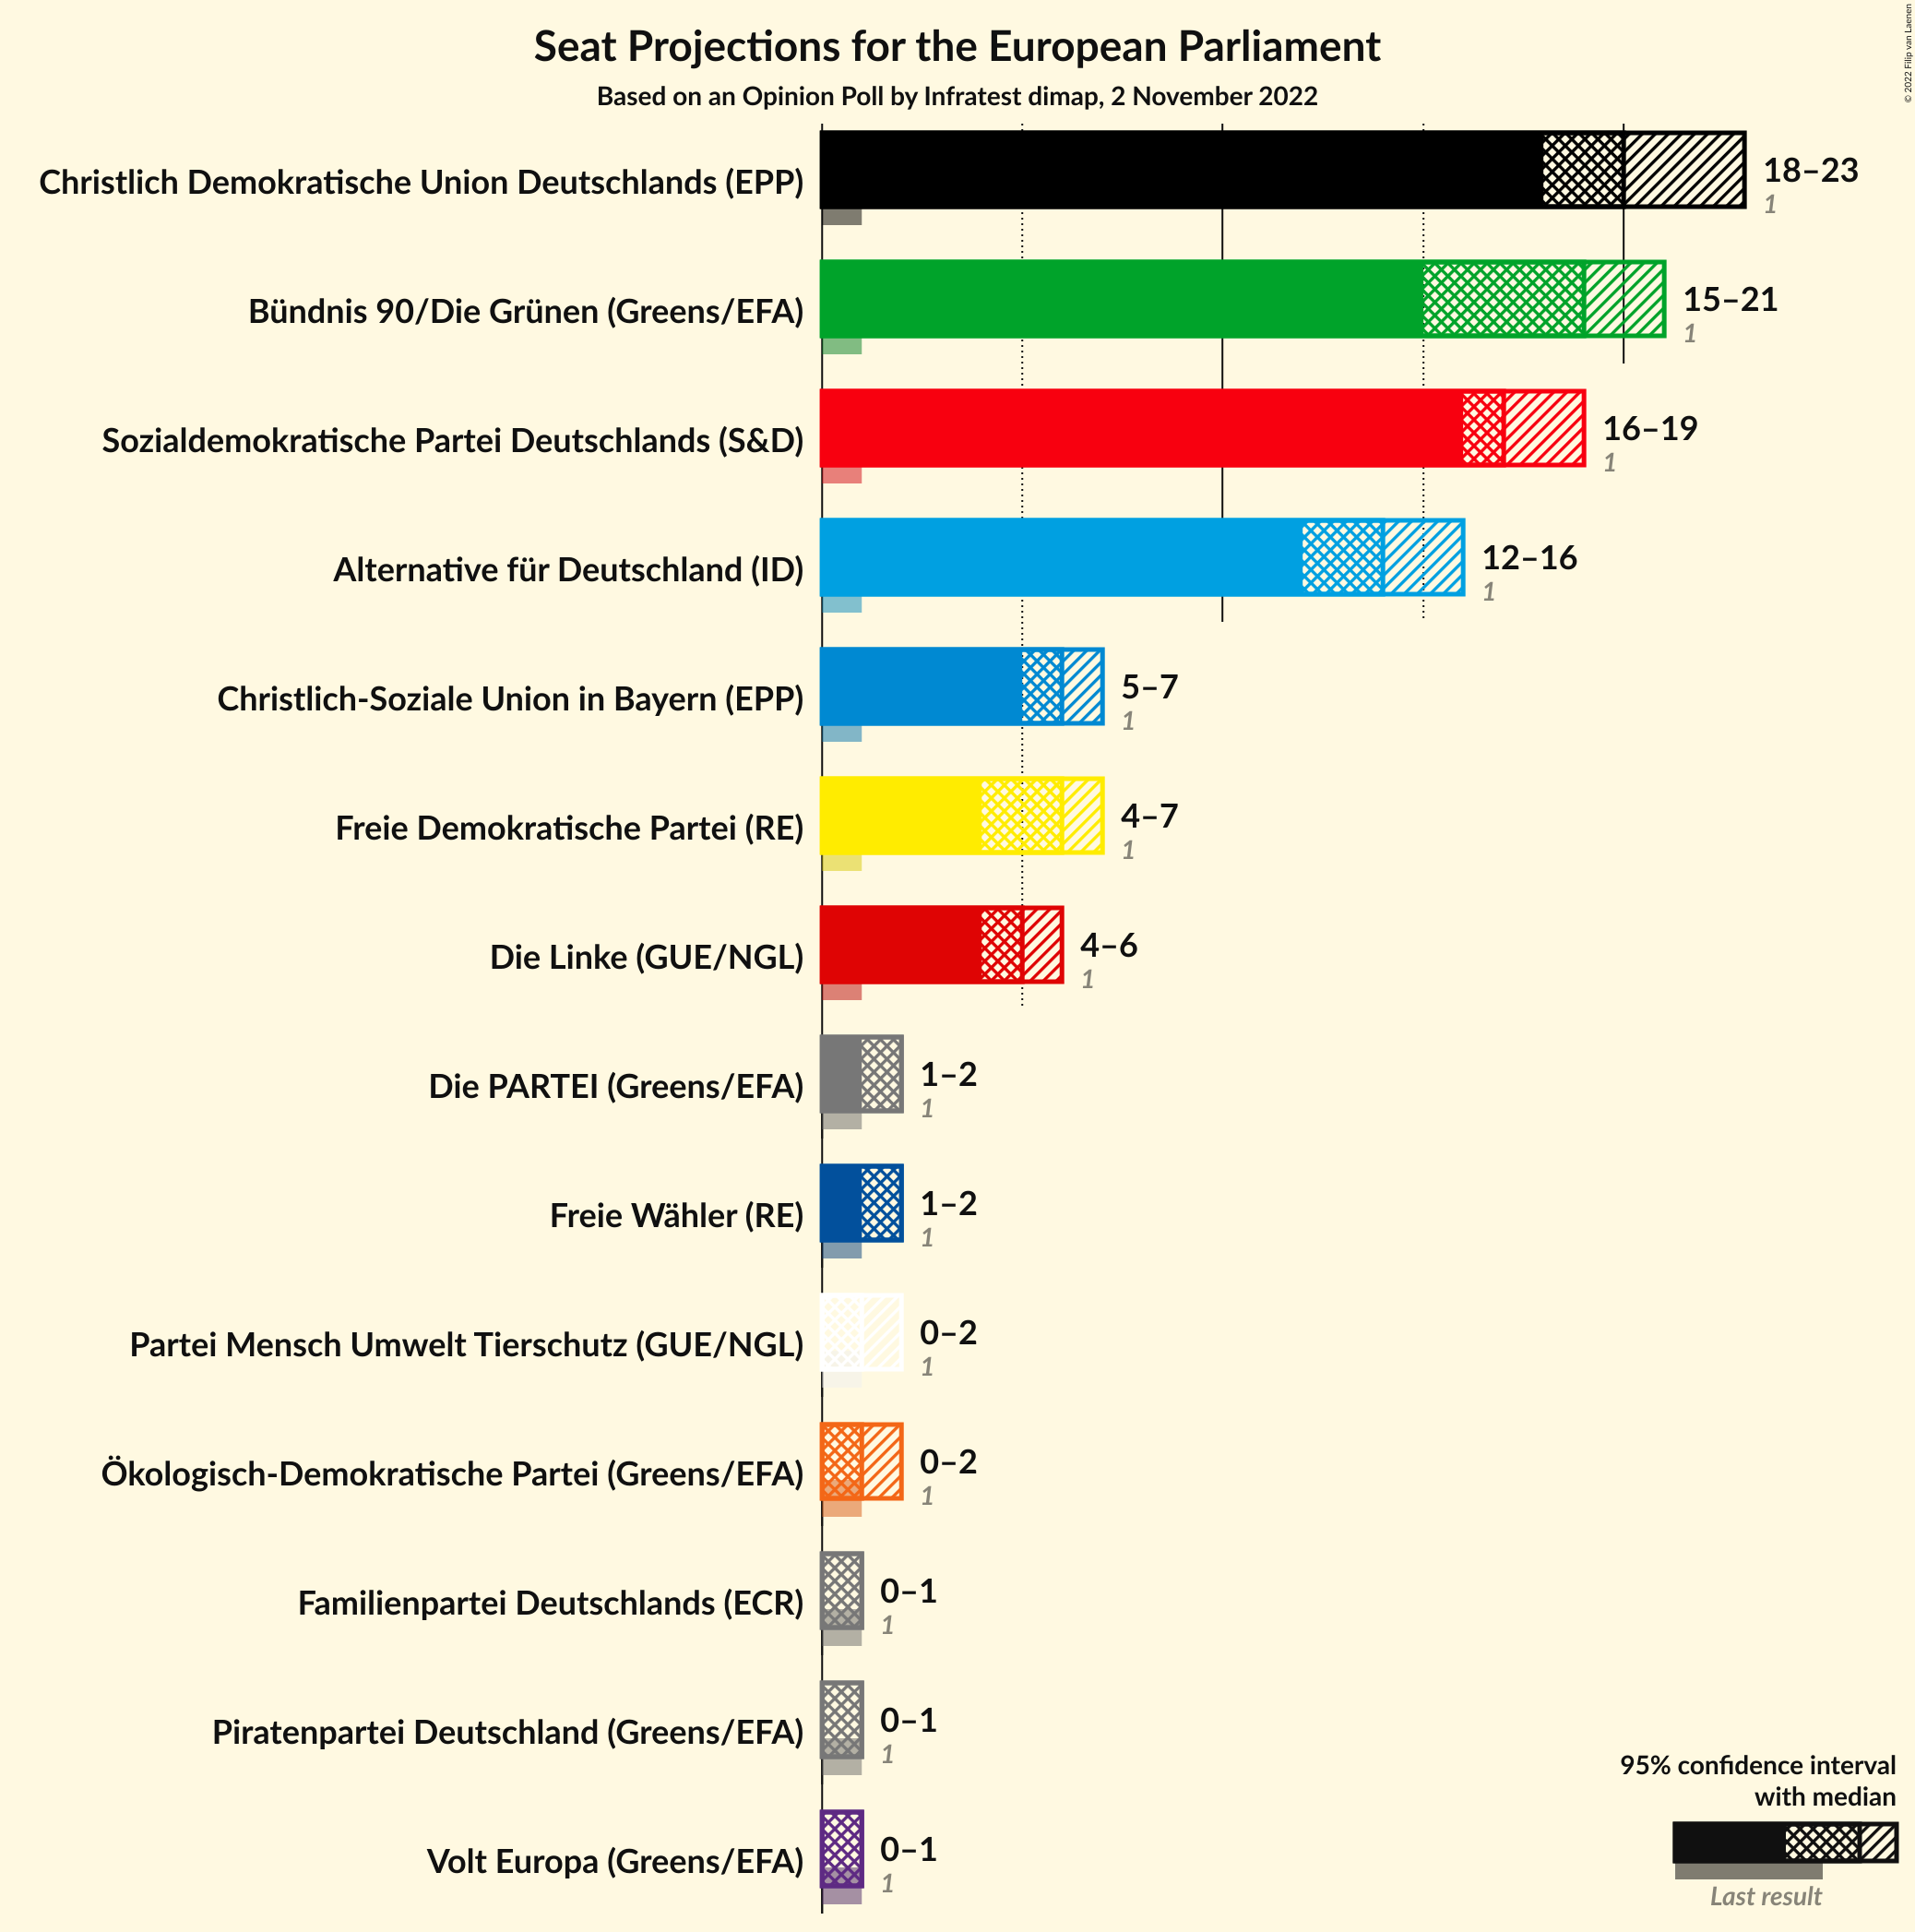 Seat Projections for the European Parliament
Based on an Opinion Poll by Infratest dimap, 2 November 2022
© 2022 Filip van Laenen
Christlich Demokratische Union Deutschlands (EPP)
18–23
1
Bündnis 90/Die Grünen (Greens/EFA)
15–21
1
Sozialdemokratische Partei Deutschlands (S&D)
16–19
1
Alternative für Deutschland (ID)
12–16
1
Christlich-Soziale Union in Bayern (EPP)
5–7
1
Freie Demokratische Partei (RE)
4–7
1
Die Linke (GUE/NGL)
4–6
1
Die PARTEI (Greens/EFA)
1–2
1
Freie Wähler (RE)
1–2
1
Partei Mensch Umwelt Tierschutz (GUE/NGL)
0–2
1
Ökologisch-Demokratische Partei (Greens/EFA)
0–2
1
Familienpartei Deutschlands (ECR)
0–1
1
Piratenpartei Deutschland (Greens/EFA)
0–1
1
Volt Europa (Greens/EFA)
0–1
1
95% confidence interval
with median
Last result